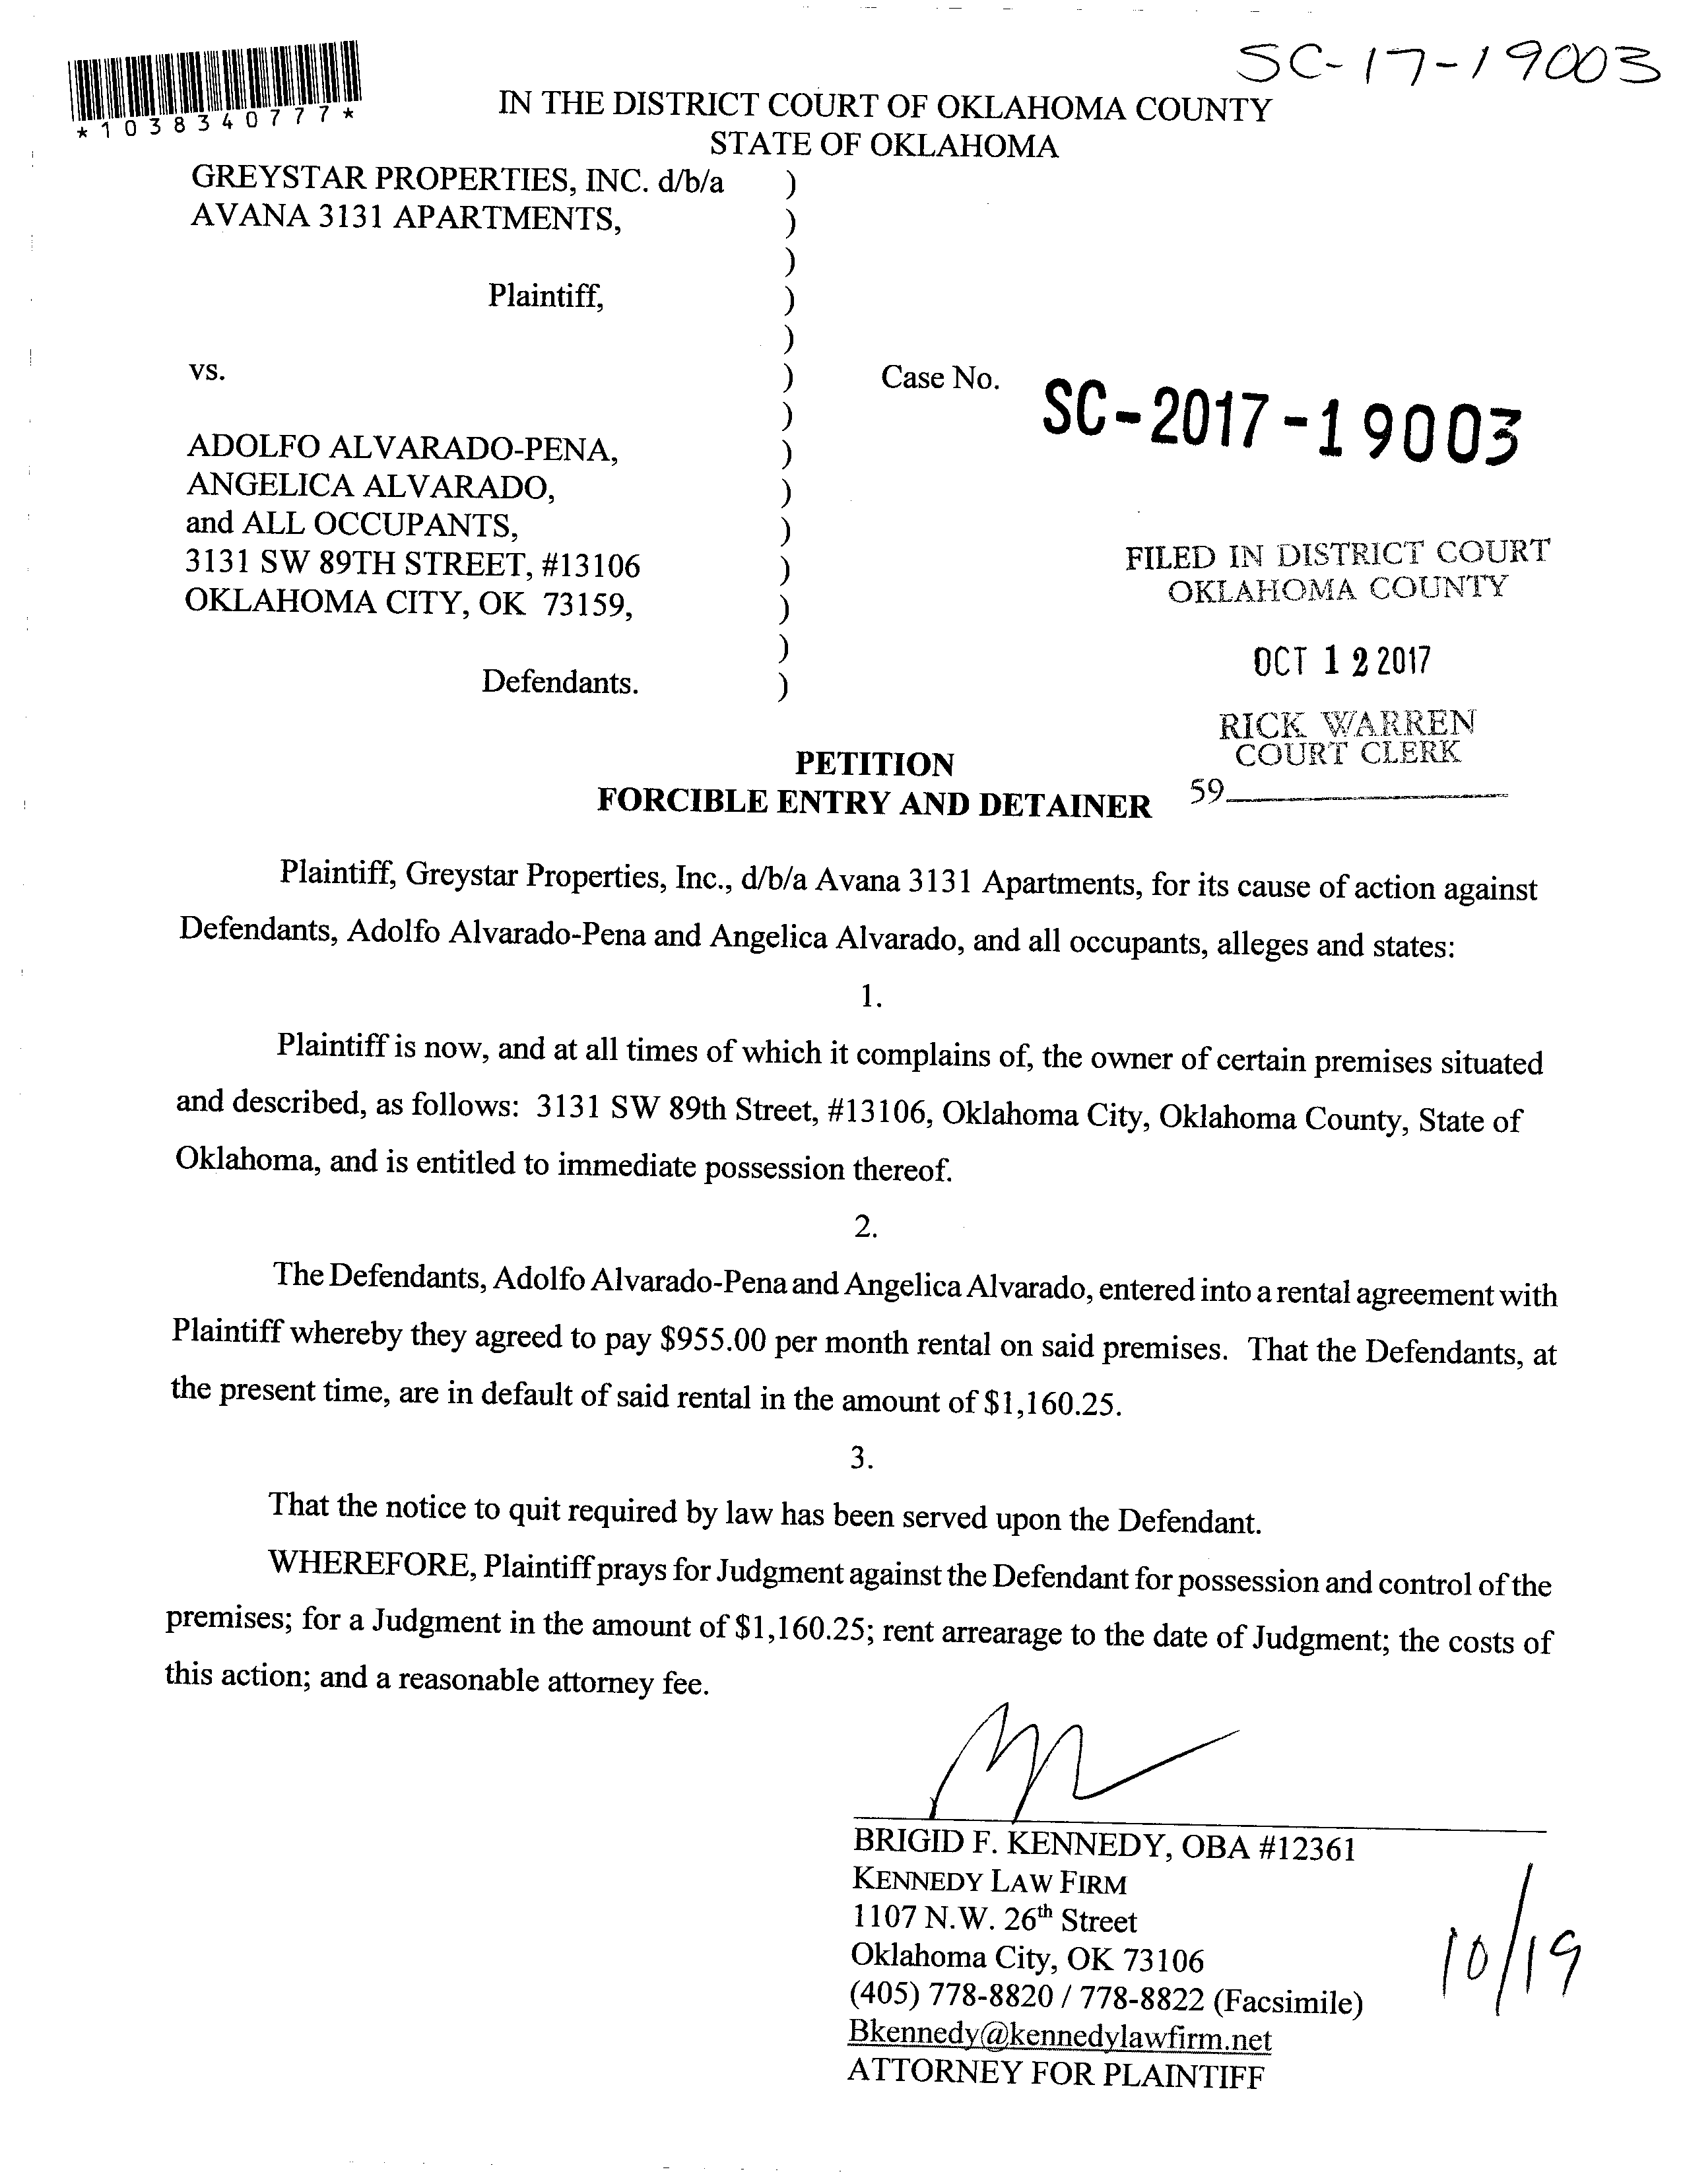 SC-17-19003
*1038340777*
IN THE DISTRICT COURT OF OKLAHOMA COUNTY
STATE OF OKLAHOMA
GREYSTAR PROPERTIES, INC. d/b/a )
AVANA 3131 APARTMENTS, )
)
Plaintiff, )
)
vs. ) Case No. SC-2017-19003
)
ADOLFO ALVARADO-PENA, )
ANGELICA ALVARADO, )
and ALL OCCUPANTS, )
3131 SW 89TH STREET, #13106 )
OKLAHOMA CITY, OK 73159, )
)
Defendants. )
FILED IN DISTRICT COURT
OKLAHOMA COUNTY
OCT 12 2017
RICK WARREN
COURT CLERK
59
PETITION
FORCIBLE ENTRY AND DETAINER
Plaintiff, Greystar Properties, Inc., d/b/a Avana 3131 Apartments, for its cause of action against
Defendants, Adolfo Alvarado-Pena and Angelica Alvarado, and all occupants, alleges and states:
1.
Plaintiff is now, and at all times of which it complains of, the owner of certain premises situated
and described, as follows: 3131 SW 89th Street, #13106, Oklahoma City, Oklahoma County, State of
Oklahoma, and is entitled to immediate possession thereof.
2.
The Defendants, Adolfo Alvarado-Pena and Angelica Alvarado, entered into a rental agreement with
Plaintiff whereby they agreed to pay $955.00 per month rental on said premises. That the Defendants, at
the present time, are in default of said rental in the amount of $1,160.25.
3.
That the notice to quit required by law has been served upon the Defendant.
WHEREFORE, Plaintiff prays for Judgment against the Defendant for possession and control of the
premises; for a Judgment in the amount of $1,160.25; rent arrearage to the date of Judgment; the costs of
this action; and a reasonable attorney fee.
BRIGID F. KENNEDY, OBA #12361
KENNEDY LAW FIRM
1107 N.W. 26th Street
Oklahoma City, OK 73106
(405) 778-8820 / 778-8822 (Facsimile)
Bkennedy@kennedylawfirm.net
ATTORNEY FOR PLAINTIFF
10/19